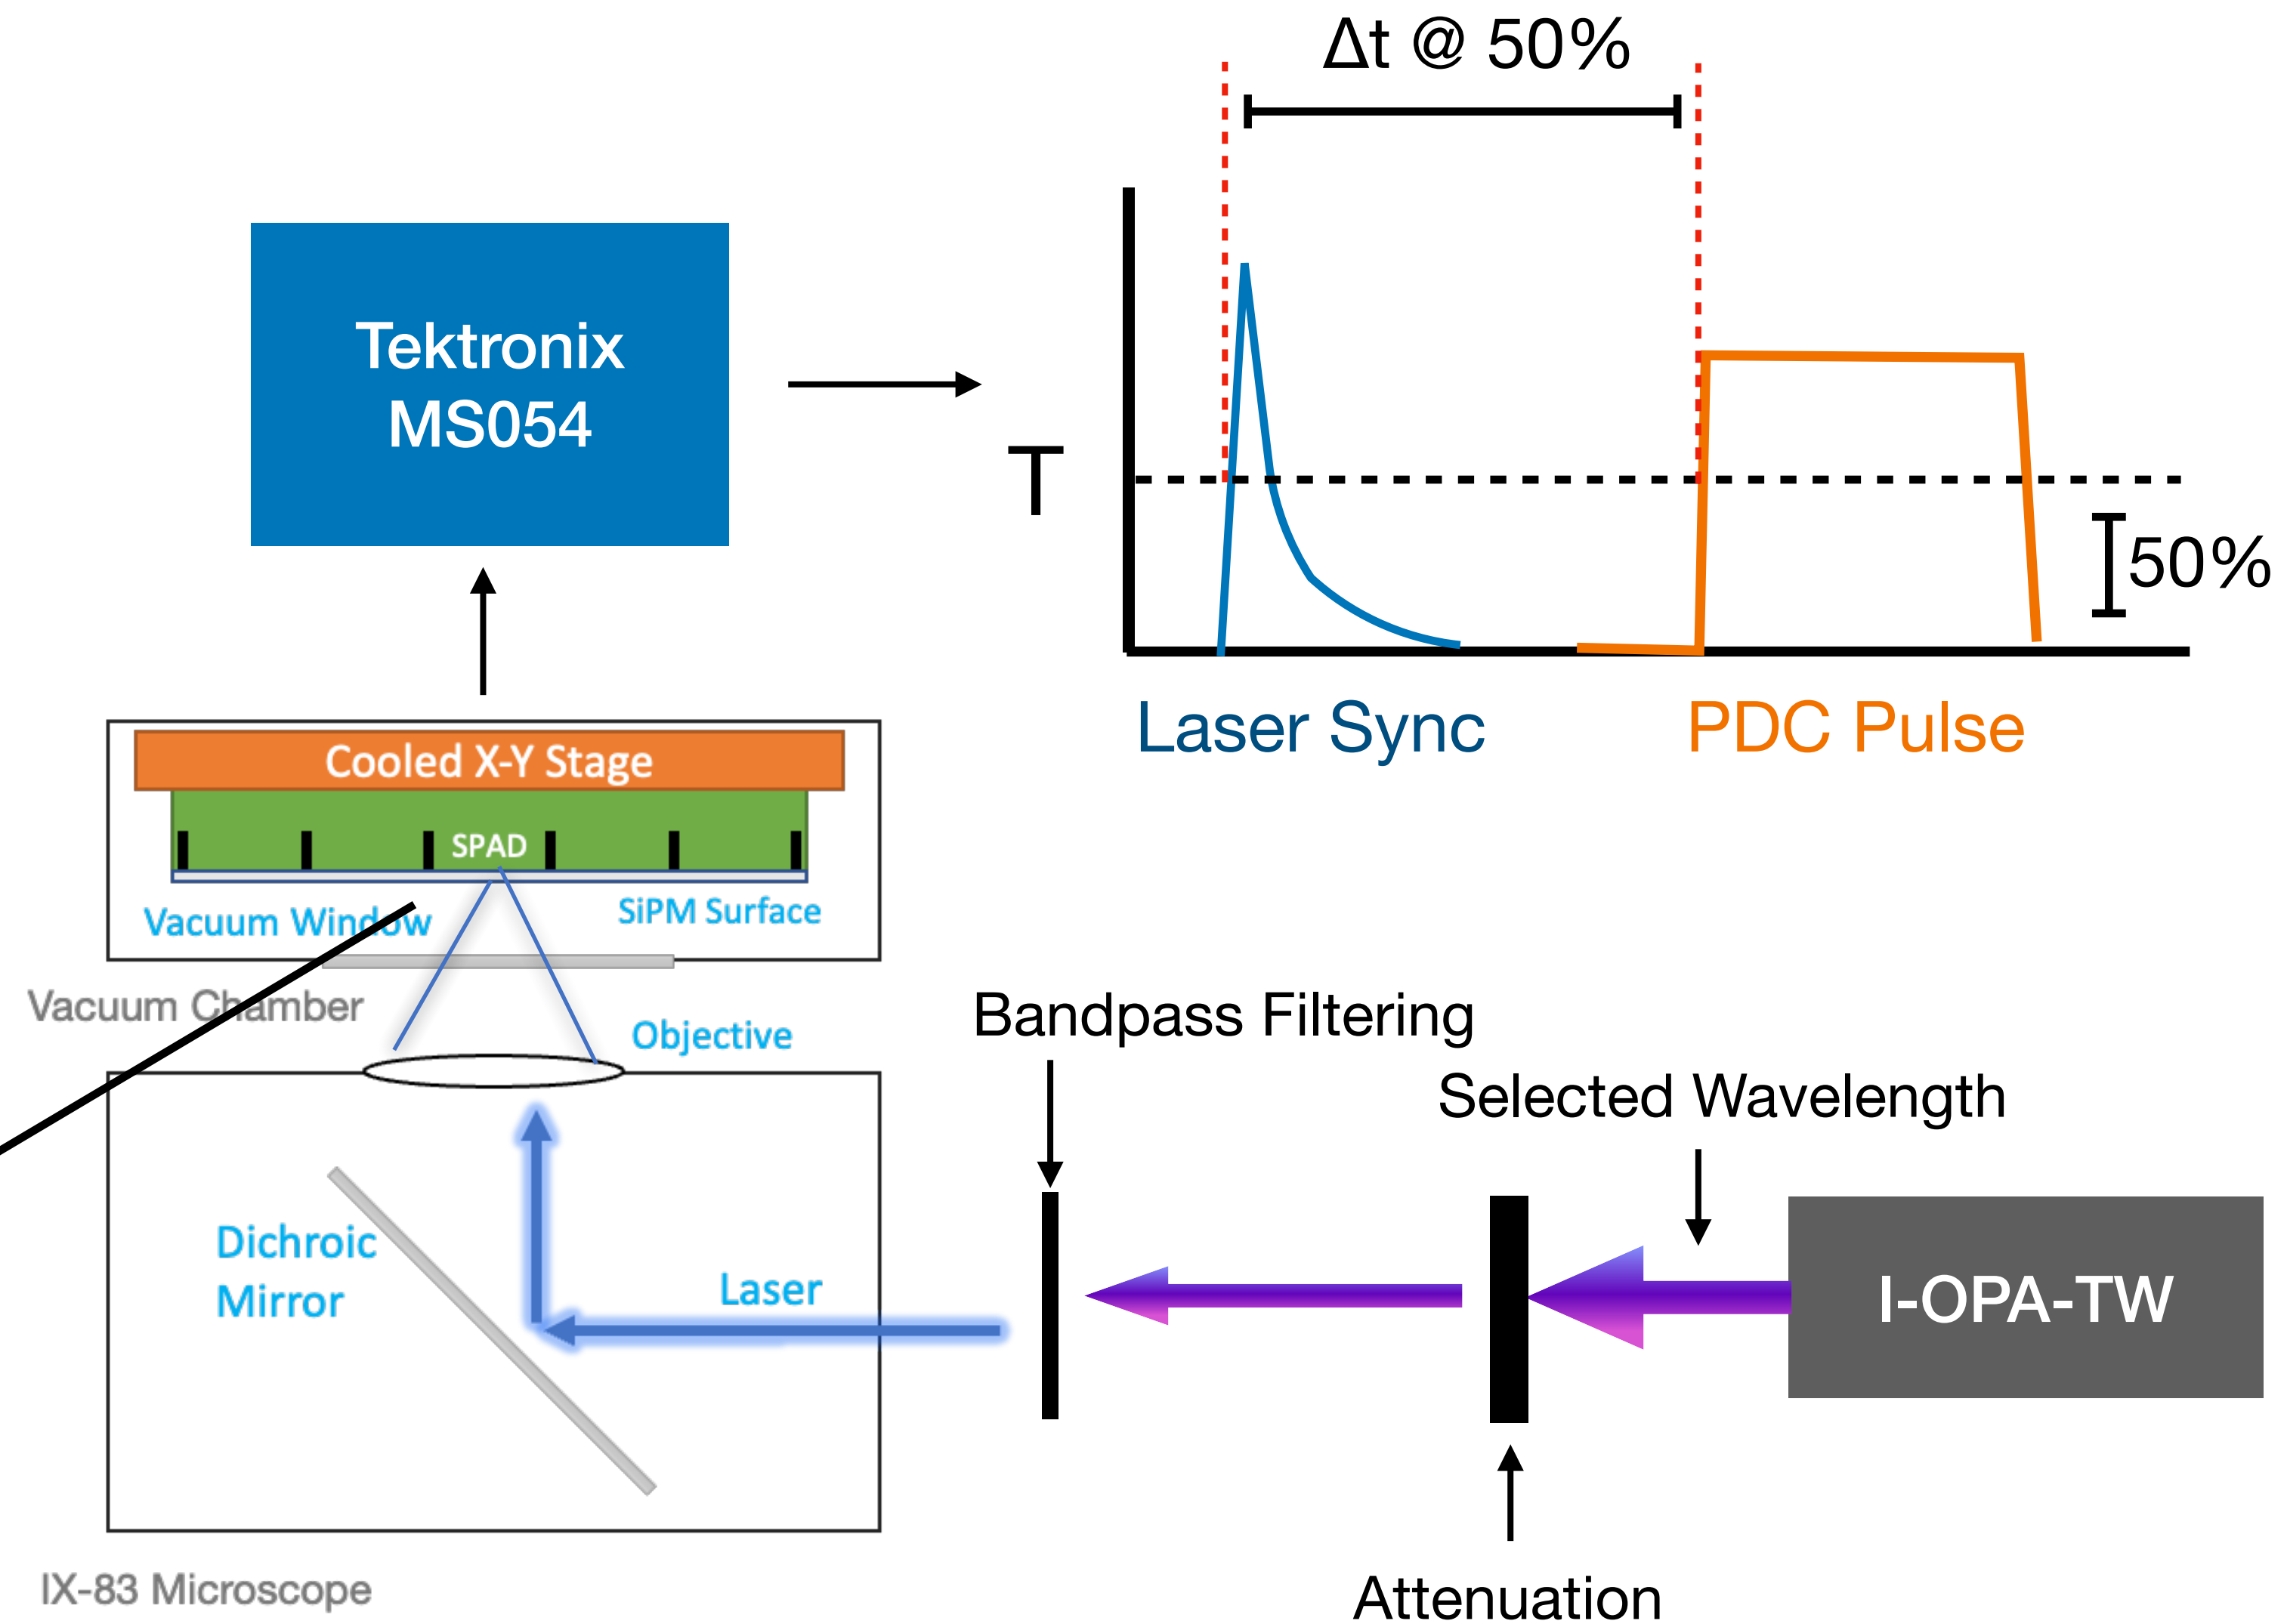 Δt @ 50%
Tektronix
MS054
T
50%
Laser Sync
PDC Pulse
Cooled X-Y Stage
SPAD
Vacuum Window
SiPM Surface
Vacuum Chamber
Objective
Bandpass Filtering
Selected Wavelength
Dichroic
Mirror
Laser
I-OPA-TW
IX-83 Microscope
Attenuation